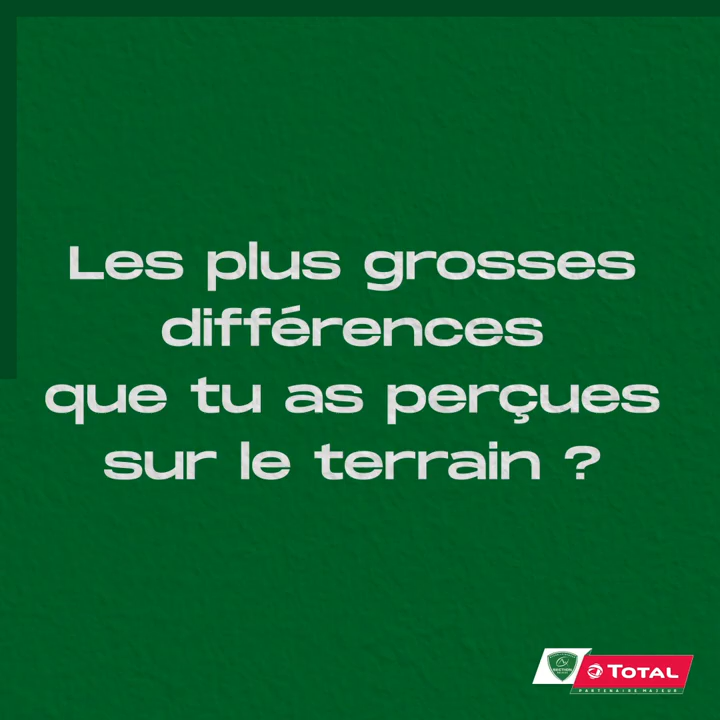 Les plus grosses
différences
que tu as perçues
sur le terrain ?
TOTAL
PARTENAIRE MAJEUR